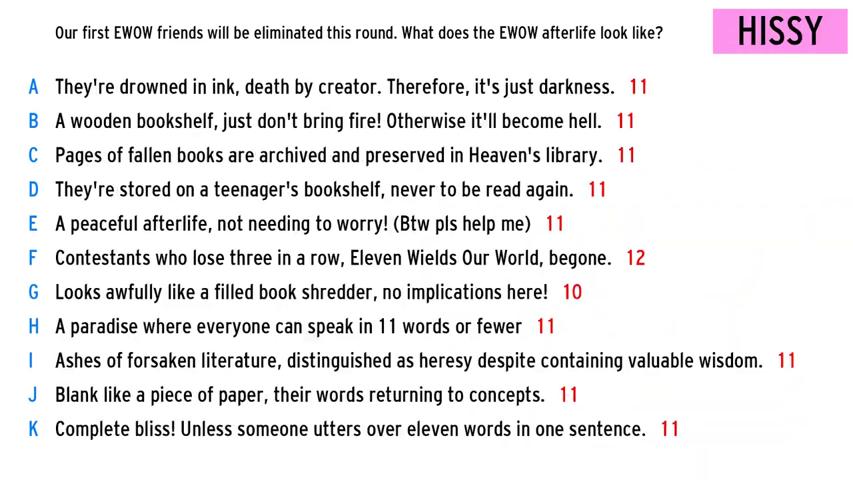 Our first EWOW friends will be eliminated this round. What does the EWOW afterlife look like?
HISSY
A They're drowned in ink, death by creator. Therefore, it's just darkness. 11
B A wooden bookshelf, just don't bring fire! Otherwise it'll become hell. 11
C Pages of fallen books are archived and preserved in Heaven's library. 11
D They're stored on a teenager's bookshelf, never to be read again. 11
E A peaceful afterlife, not needing to worry! (Btw pls help me) 11
F Contestants who lose three in a row, Eleven Wields Our World, begone. 12
G Looks awfully like a filled book shredder, no implications here! 10
H A paradise where everyone can speak in 11 words or fewer 11
I Ashes of forsaken literature, distinguished as heresy despite containing valuable wisdom. 11
J Blank like a piece of paper, their words returning to concepts. 11
K Complete bliss! Unless someone utters over eleven words in one sentence. 11